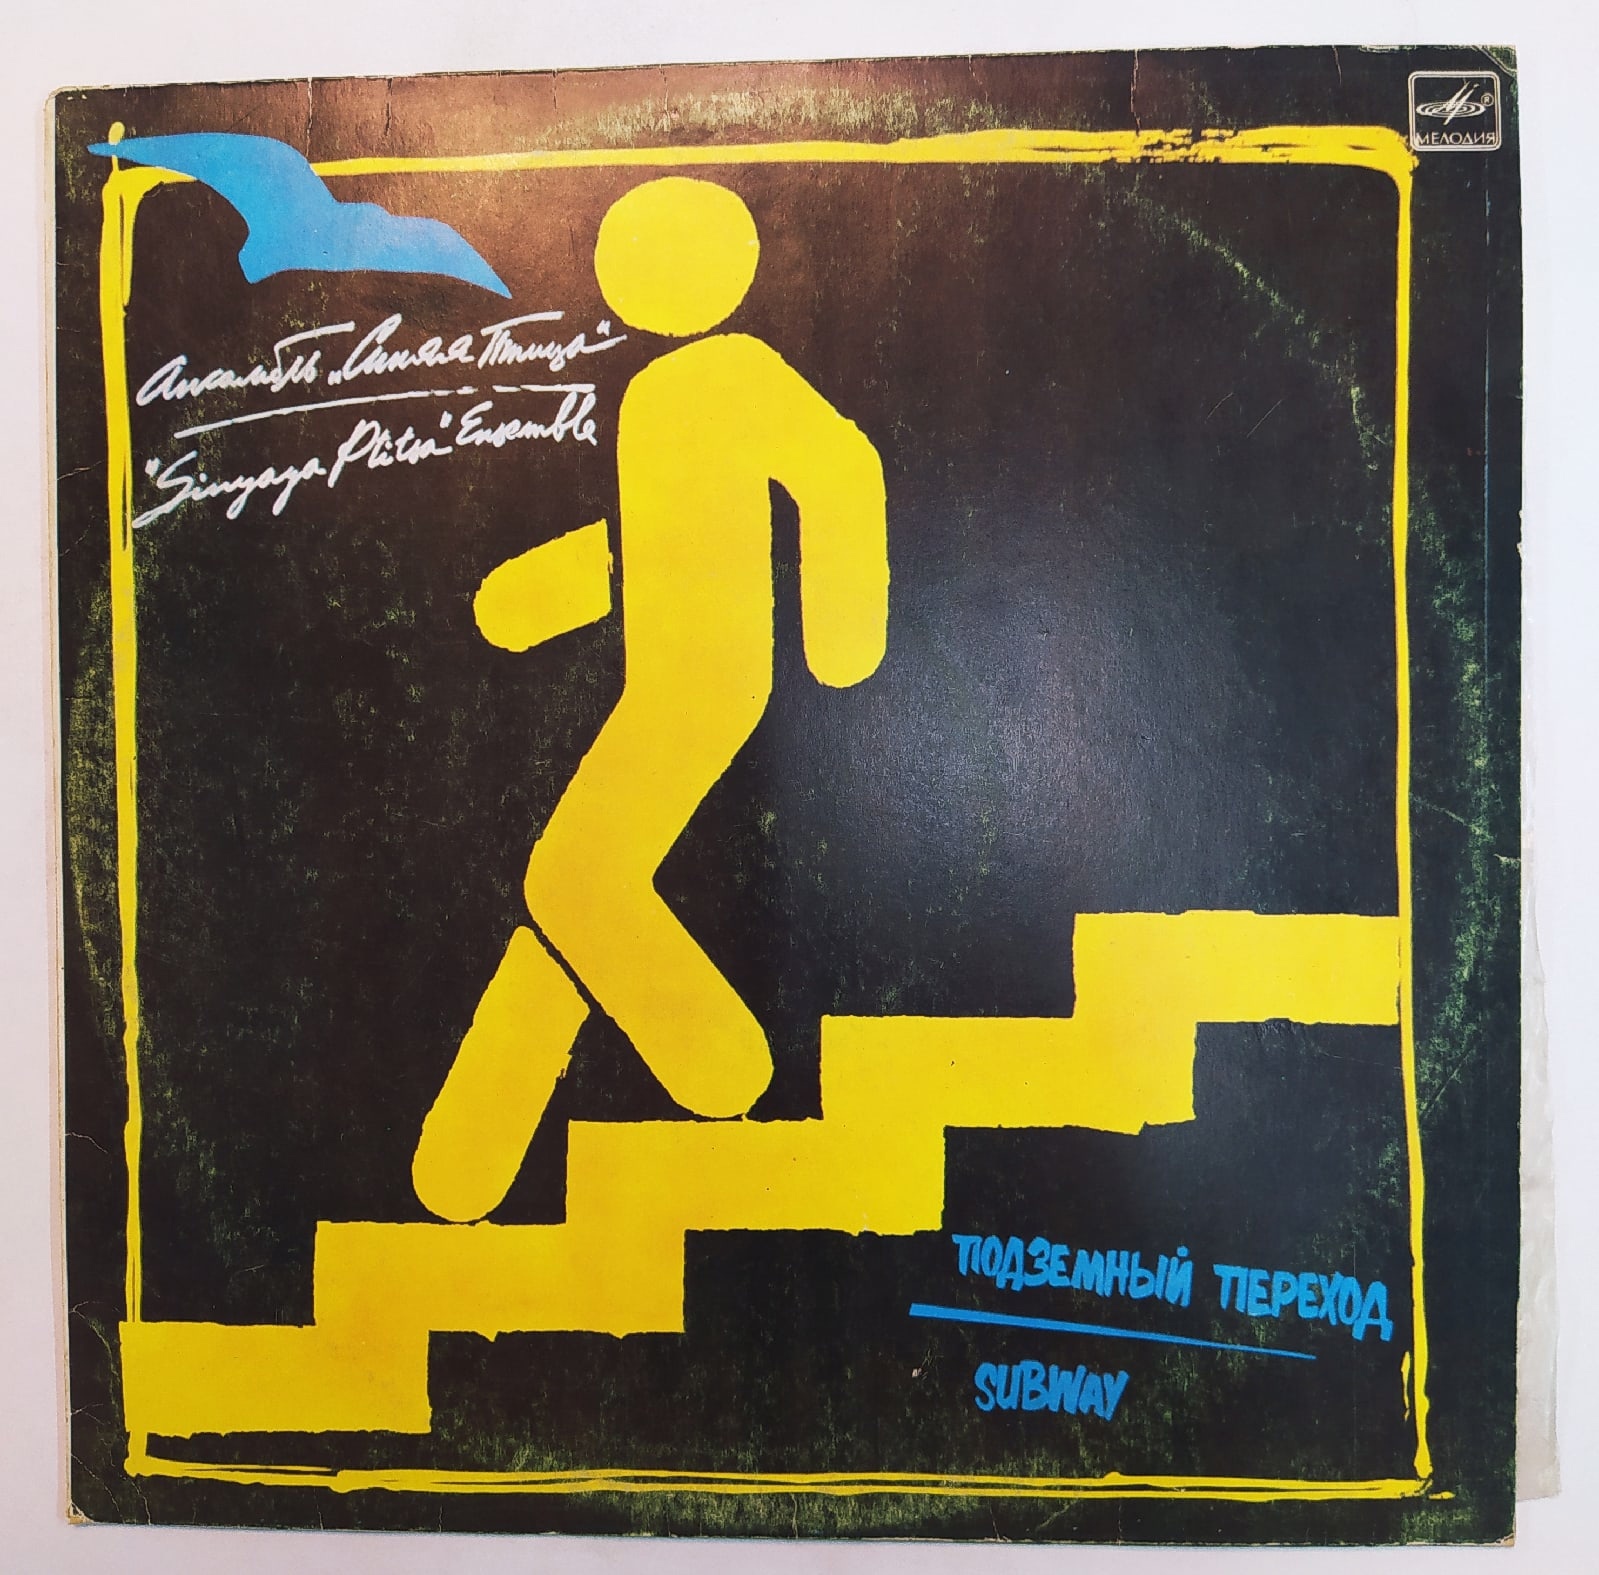 МЕЛОДИЯ
Ансамбль „Синяя Птица“
"Sinyaya Ptitsa" Ensemble
ПОДЗЕМНЫЙ ПЕРЕХОД
SUBWAY